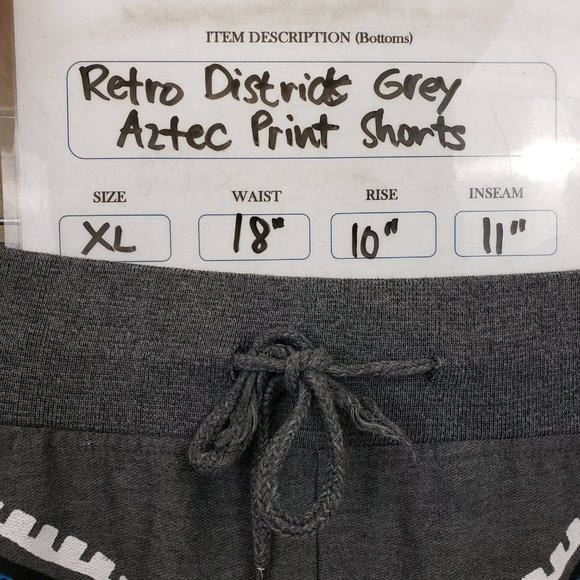 ITEM DESCRIPTION (Bottoms)
Retro Districts Grey
Aztec Print Shorts
SIZE WAIST RISE INSEAM
XL 18" 10" 11"